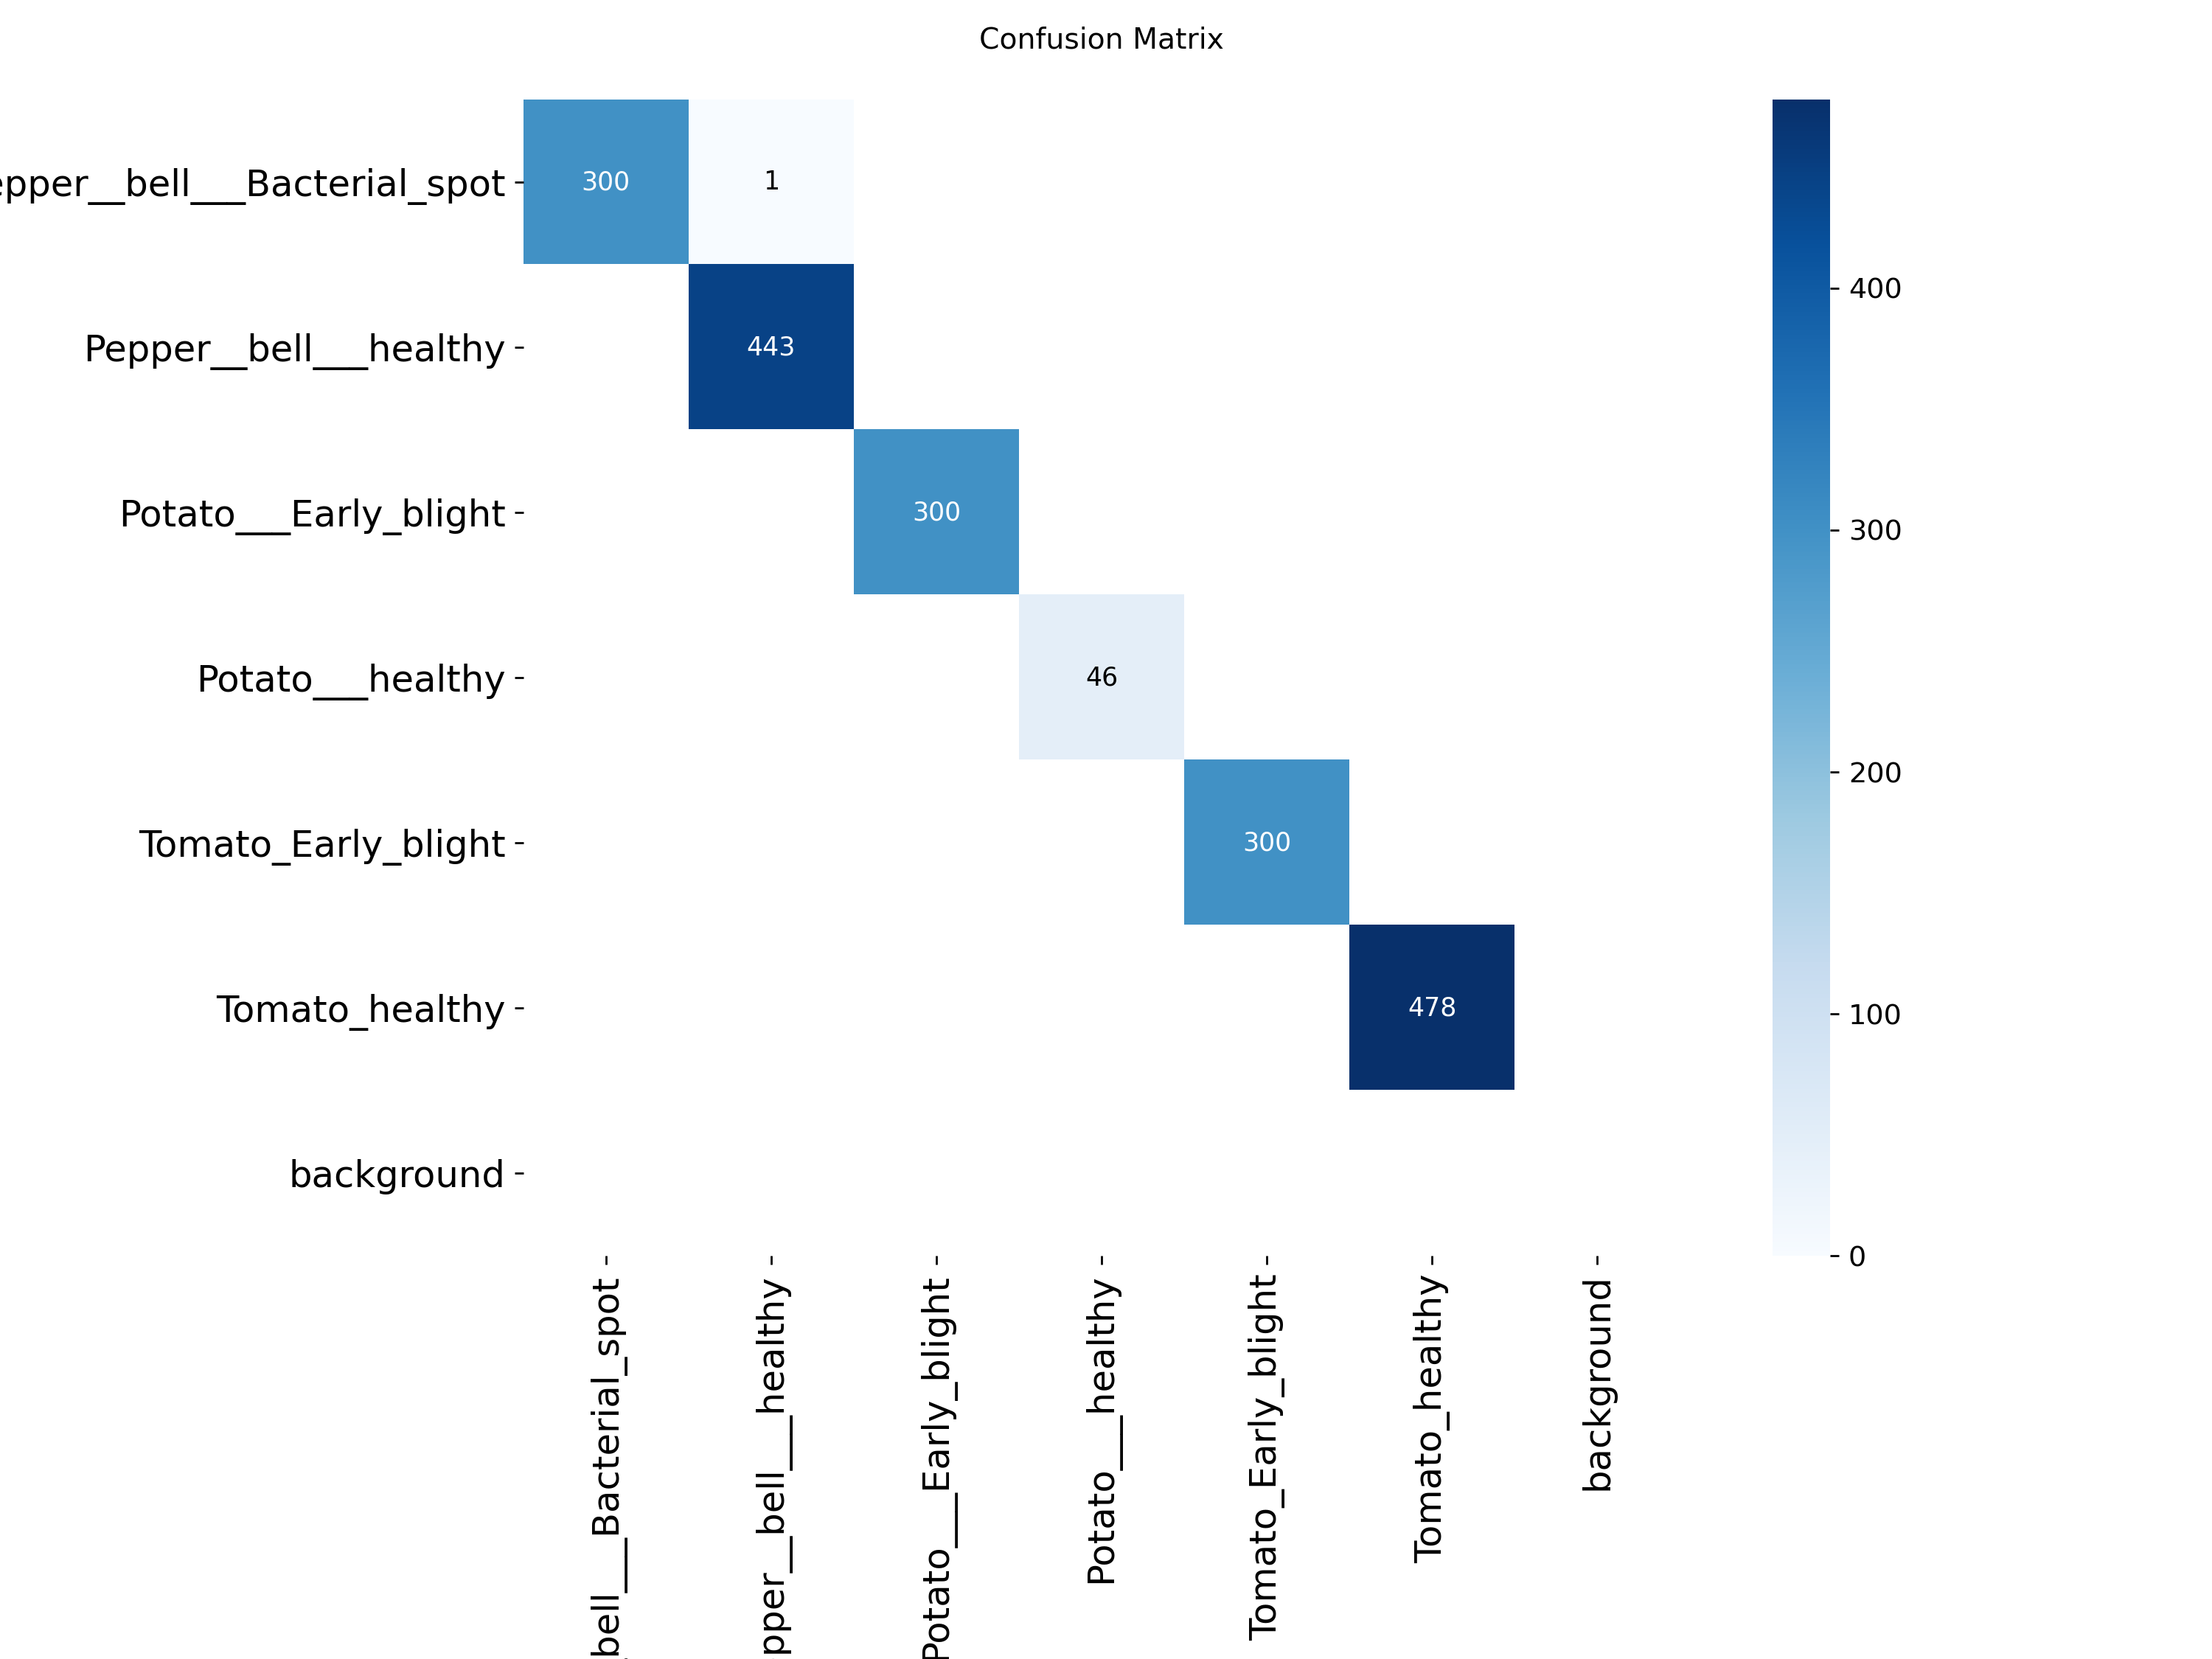 Confusion Matrix
epper__bell___Bacterial_spot
300
1
Pepper__bell___healthy
443
Potato___Early_blight
300
Potato___healthy
46
Tomato_Early_blight
300
Tomato_healthy
478
background
bell___Bacterial_spot
pper__bell___healthy
Potato___Early_blight
Potato___healthy
Tomato_Early_blight
Tomato_healthy
background
400
300
200
100
0